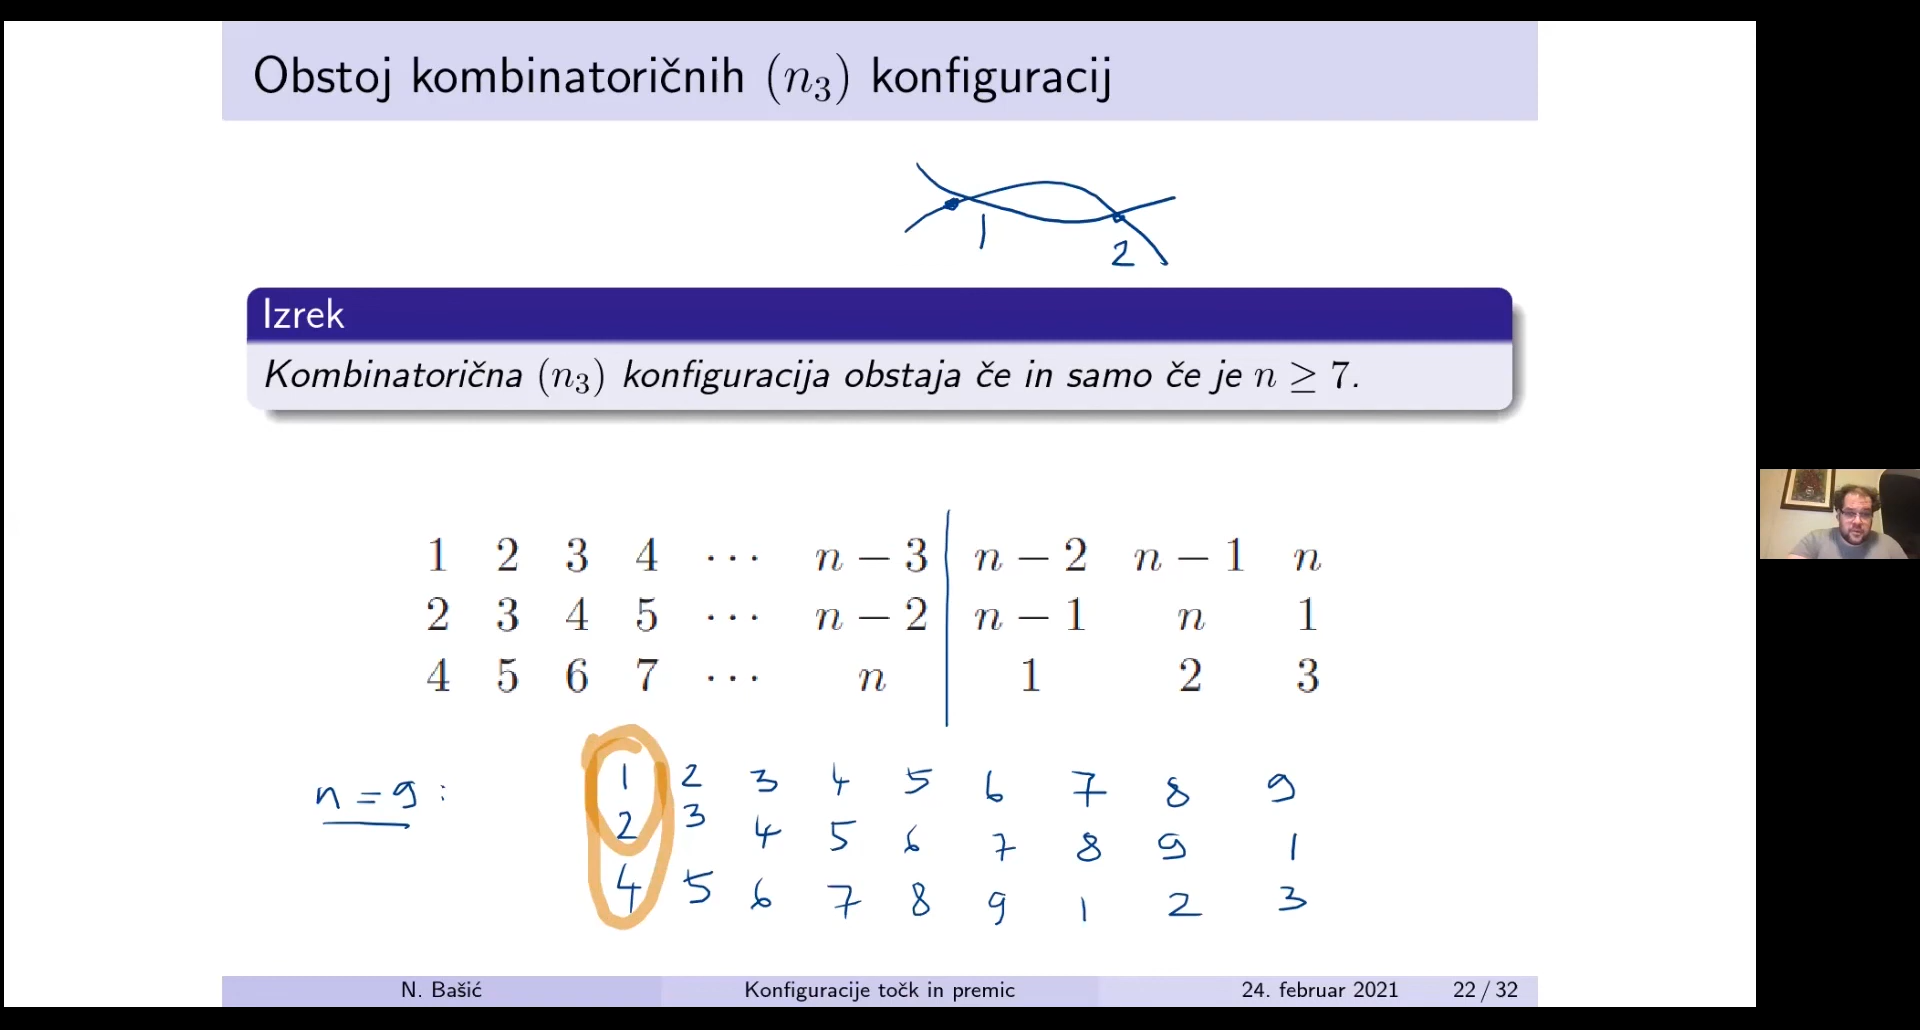 Obstoj kombinatoričnih (n₃) konfiguracij
1 2
Izrek
Kombinatorična (n₃) konfiguracija obstaja če in samo če je n ≥ 7.
1 2 3 4 ··· n − 3 n − 2 n − 1 n
2 3 4 5 ··· n − 2 n − 1 n 1
4 5 6 7 ··· n 1 2 3
n = 9 :
1 2 3 4 5 6 7 8 9
2 3 4 5 6 7 8 9 1
4 5 6 7 8 9 1 2 3
N. Bašić Konfiguracije točk in premic 24. februar 2021 22 / 32